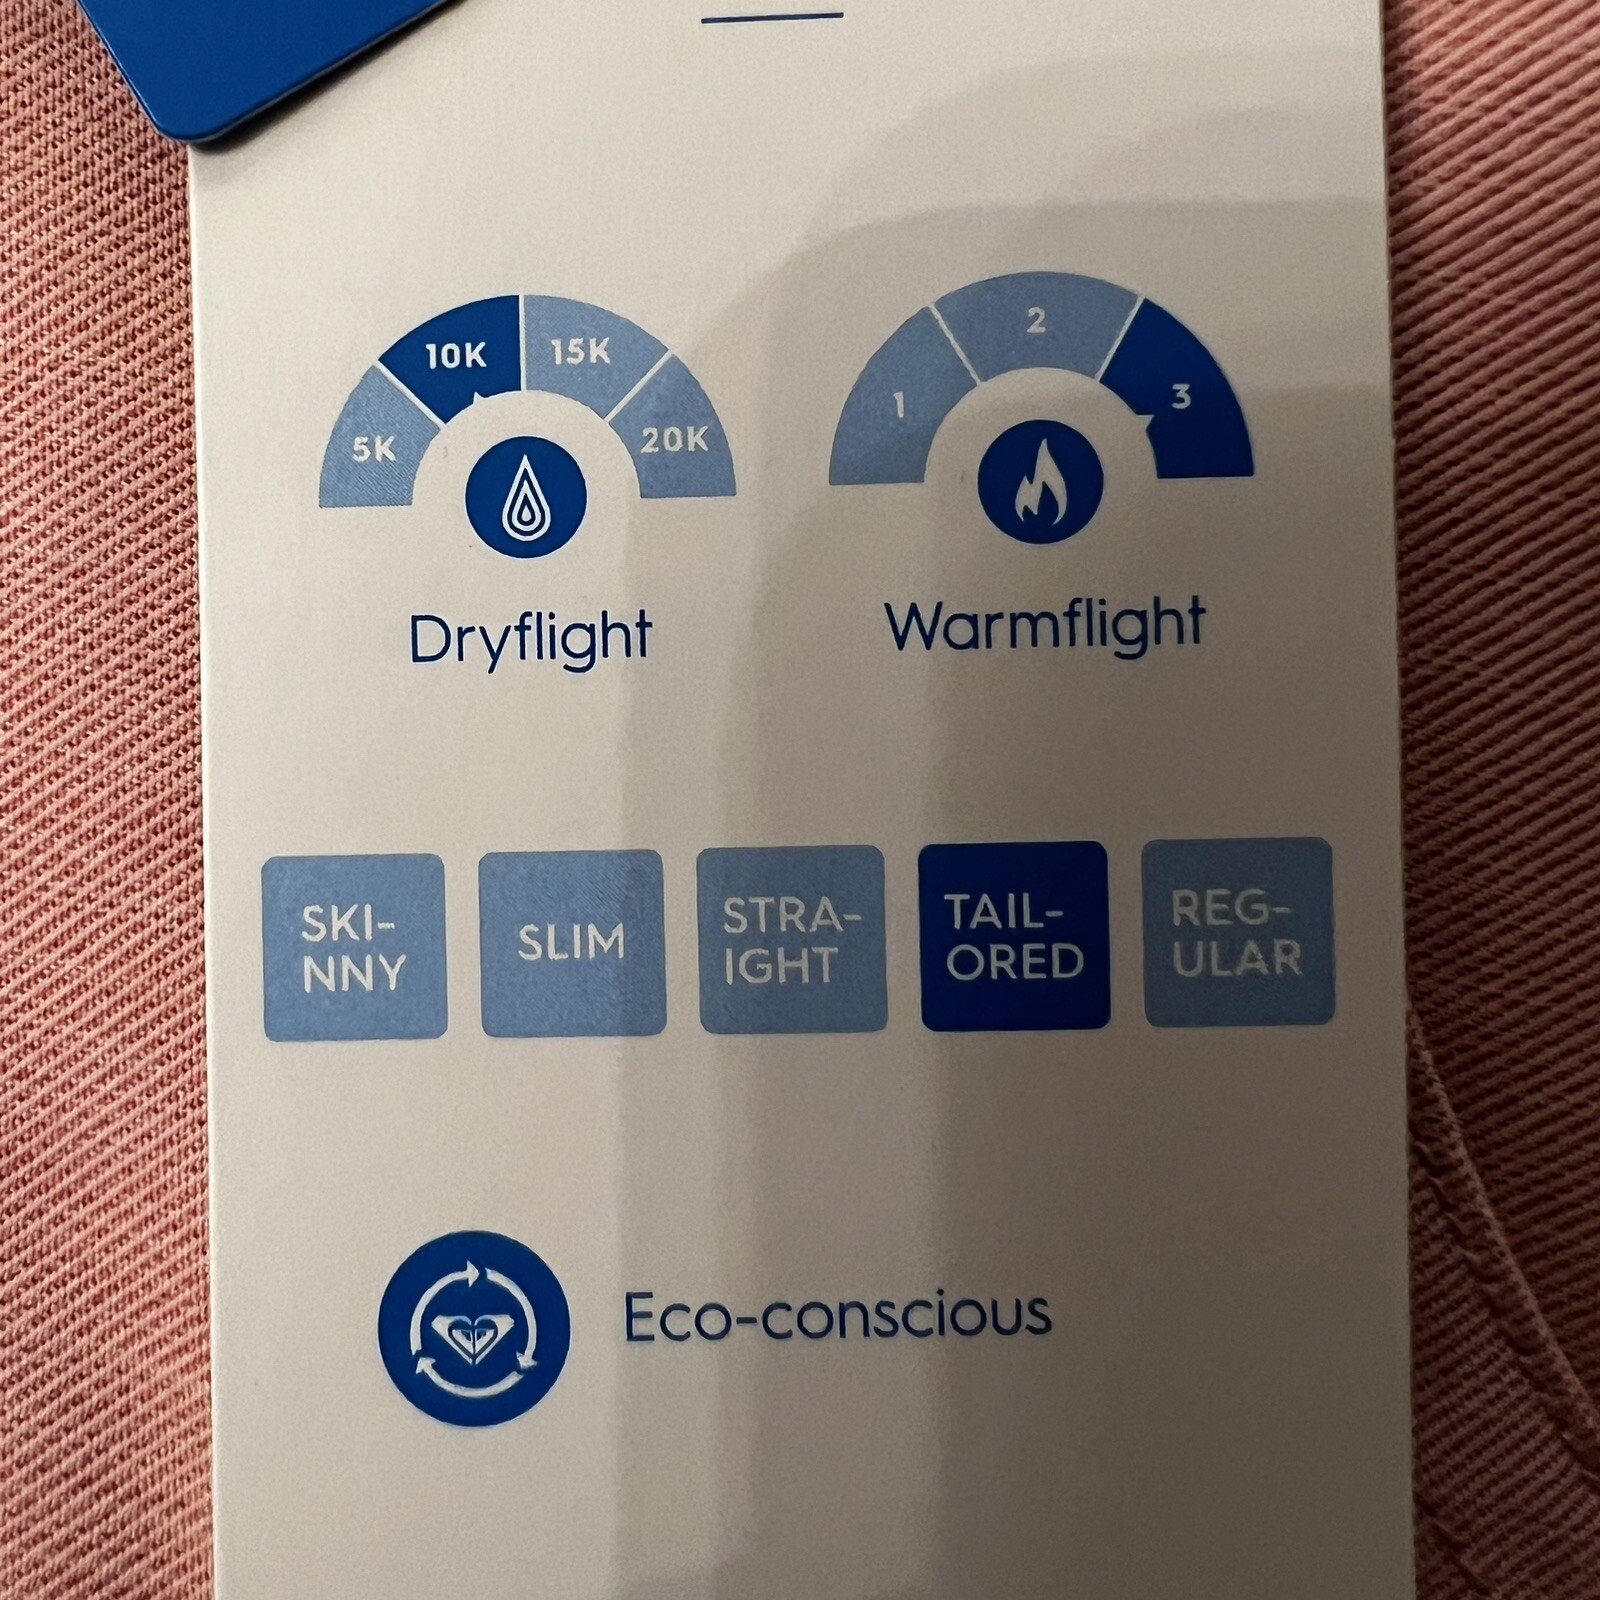 5K 10K 15K 20K
1 2 3
Dryflight Warmflight
SKI-
NNY
SLIM
STRA-
IGHT
TAIL-
ORED
REG-
ULAR
Eco-conscious